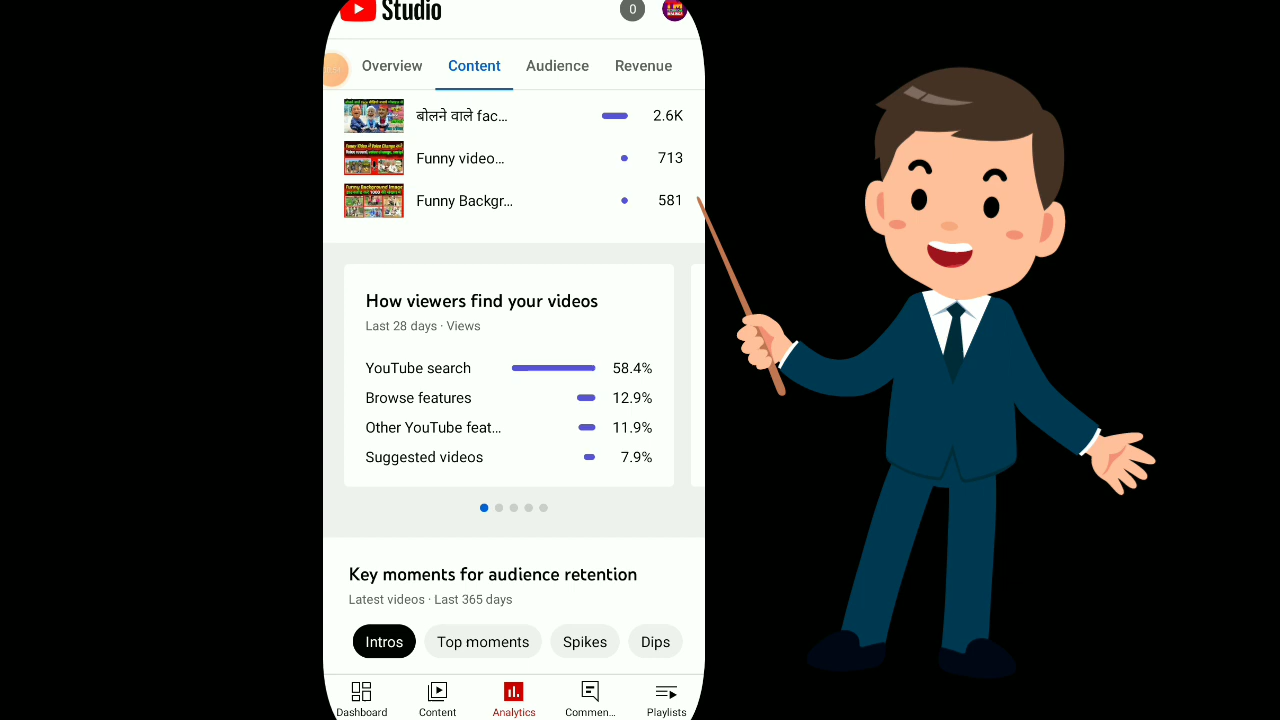 Studio
0
Overview
Content
Audience
Revenue
बोलने वाले fac...
2.6K
Funny video...
713
Funny Backgr...
581
How viewers find your videos
Last 28 days · Views
YouTube search
58.4%
Browse features
12.9%
Other YouTube feat...
11.9%
Suggested videos
7.9%
Key moments for audience retention
Latest videos · Last 365 days
Intros
Top moments
Spikes
Dips
Dashboard
Content
Analytics
Commen...
Playlists